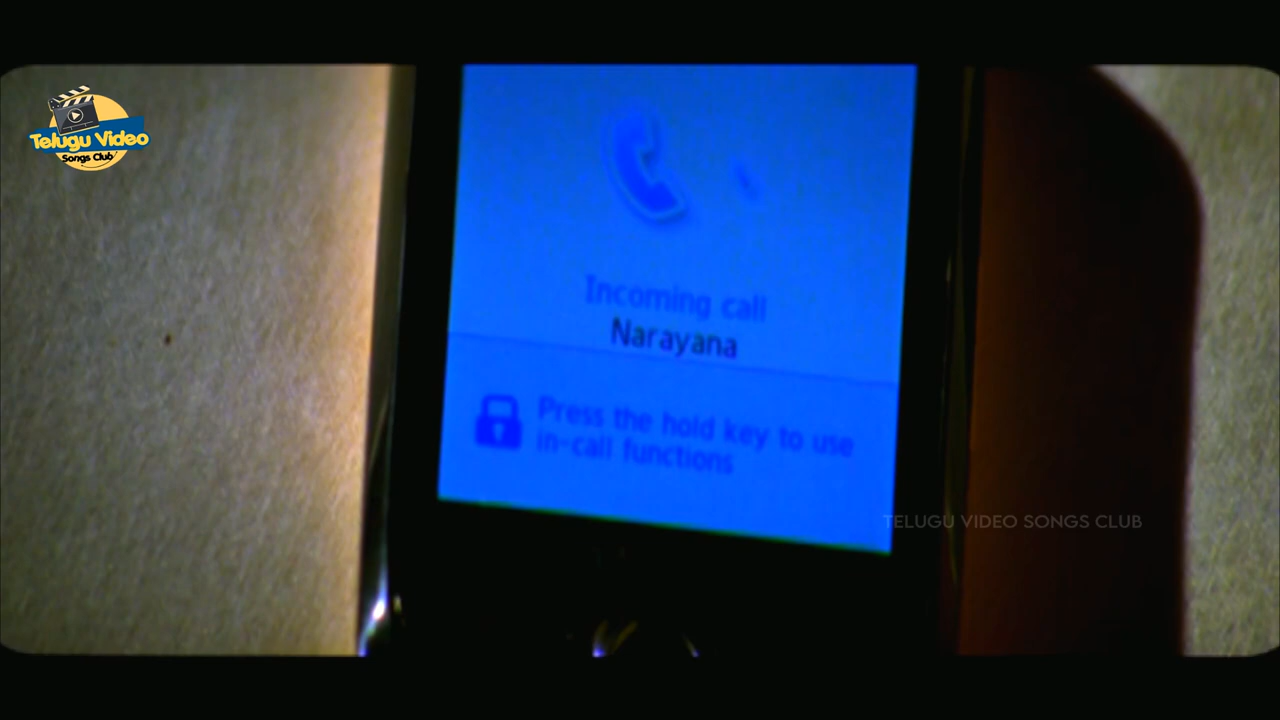 Telugu Video
Songs Club
Incoming call
Narayana
Press the hold key to use
in-call functions
TELUGU VIDEO SONGS CLUB